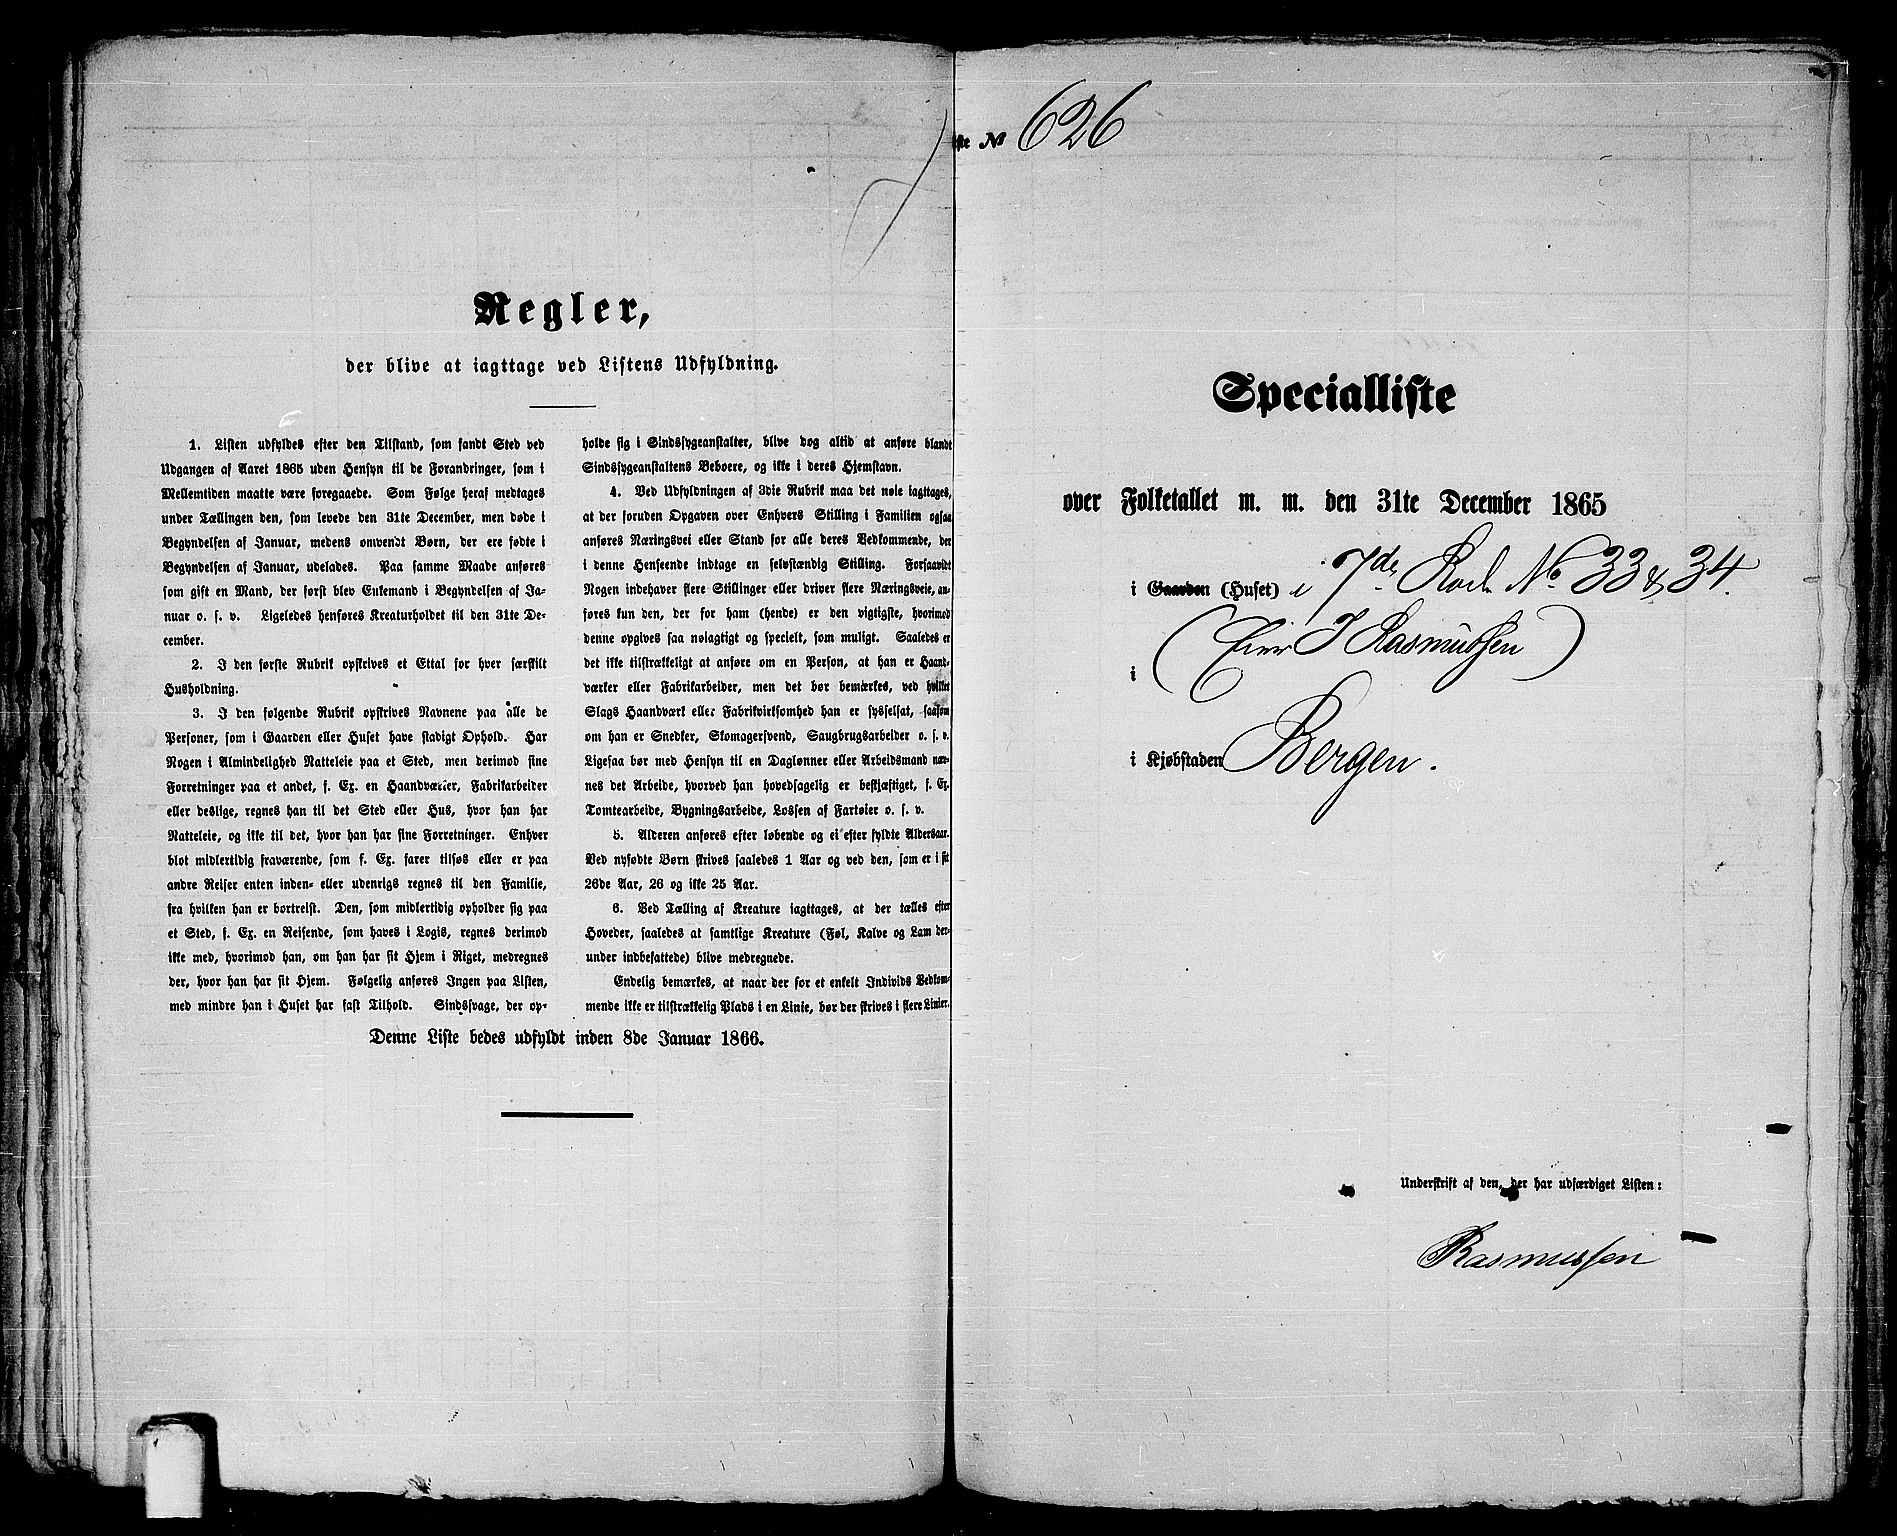 Regler,
der blive at iagttage ved Listens Udfyldning.
1. Listen udfyldes efter den Tilstand, som fandt Sted ved
Udgangen af Aaret 1865 uden Hensyn til de Forandringer, som i
Mellemtiden maatte være foregaaede. Som Følge heraf medtages
under Tællingen den, som levede den 31te December, men døde i
Begyndelsen af Januar, medens omvendt Børn, der ere fødte i
Begyndelsen af Januar, udelades. Paa samme Maade anføres
som gift en Mand, der først blev Enkemand i Begyndelsen af Ja-
nuar o. s. v. Ligeledes henføres Kreaturholdet til den 31te De-
cember.
2. I den første Rubrik opskrives et Ettal for hver særskilt
Husholdning.
3. I den følgende Rubrik opskrives Navnene paa alle de
Personer, som i Gaarden eller Huset have stadigt Ophold. Har
Nogen i Almindelighed Natteleie paa et Sted, men derimod sine
Forretninger paa et andet, f. Ex. en Haandværker, Fabrikarbeider
eller deslige, regnes han til det Sted eller Hus, hvor han har
Natteleie, og ikke til det, hvor han har sine Forretninger. Enhver
blot midlertidig fraværende, som f. Ex. farer tilsøs eller er paa
andre Reiser enten inden- eller udenrigs regnes til den Familie,
fra hvilken han er bortreist. Den, som midlertidig opholder sig paa
et Sted, f. Ex. en Reisende, som haves i Logis, regnes derimod
ikke med, hvorimod han, om han har sit Hjem i Riget, medregnes
der, hvor han har sit Hjem. Følgelig anføres Ingen paa Listen,
med mindre han i Huset har fast Tilhold. Sindssvage, der op-
holde sig i Sindssygeanstalter, blive dog altid at anføre blandt
Sindssygeanstaltens Beboere, og ikke i deres Hjemstavn.
4. Ved Udfyldningen af 3die Rubrik maa det nøie iagttages,
at der foruden Opgaven over Enhvers Stilling i Familien ogsaa
anføres Næringsvei eller Stand for alle deres Vedkommende, der
i denne Henseende indtage en selvstændig Stilling. Forsaavidt
Nogen indehaver flere Stillinger eller driver flere Næringsveie, an-
føres kun den, der for ham (hende) er den vigtigste, hvorimod
denne opgives saa nøiagtigt og specielt, som muligt. Saaledes er
det ikke tilstrækkeligt at anføre om en Person, at han er Haand-
værker eller Fabrikarbeider, men det bør bemærkes, ved hvilket
Slags Haandværk eller Fabrikvirksomhed han er sysselsat, saasom
om han er Snedker, Skomagersvend, Saugbrugsarbeider o. s. v.
Ligesaa bør med Hensyn til en Dagløнner eller Arbeidsmand næv-
nes det Arbeide, hvorved han hovedsagelig er beskjæftiget, f. Ex.
Tomtearbeide, Bygningsarbeide, Lossen af Fartøier o. s. v.
5. Alderen anføres efter løbende og ei efter fyldte Aldersaar.
Ved nyfødte Børn skrives saaledes 1 Aar og ved den, som er i sit
26de Aar, 26 og ikke 25 Aar.
6. Ved Tælling af Kreature iagttages, at der tælles efter
Hoveder, saaledes at samtlige Kreature (Føl, Kalve og Lam der-
under indbefattede) blive medregnede.
Endelig bemærkes, at naar der for et enkelt Individs Vedkom-
mende ikke er tilstrækkelig Plads i en Linie, bør der skrives i flere Linier.
Denne Liste bedes udfyldt inden 8de Januar 1866.
iste № 626
Specialliste
over Folketallet m. m. den 31te December 1865
i Gaarden (Huset) i 7de Rode No 33 & 34.
i (Eier J Rasmussen)
i Kjøbstaden Bergen.
Underskrift af den, der har udfærdiget Listen:
Rasmussen